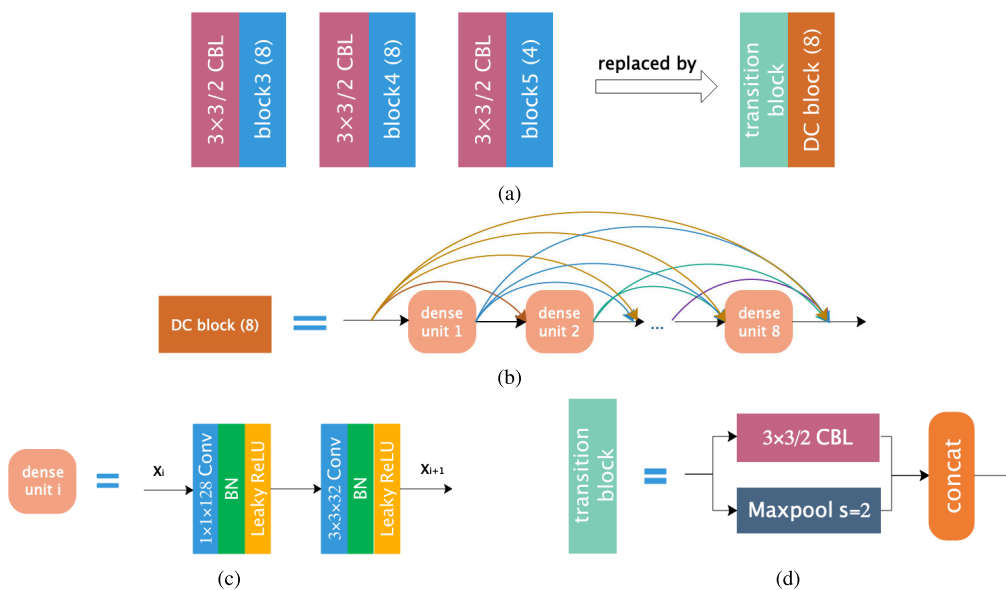 3×3/2 CBL
block3 (8)
3×3/2 CBL
block4 (8)
3×3/2 CBL
block5 (4)
replaced by
transition
block
DC block (8)
(a)
DC block (8)
dense
unit 1
dense
unit 2
...
dense
unit 8
(b)
dense
unit i
Xi
1×1×128 Conv
BN
Leaky ReLU
3×3×32 Conv
BN
Leaky ReLU
Xi+1
(c)
transition
block
3×3/2 CBL
Maxpool s=2
concat
(d)